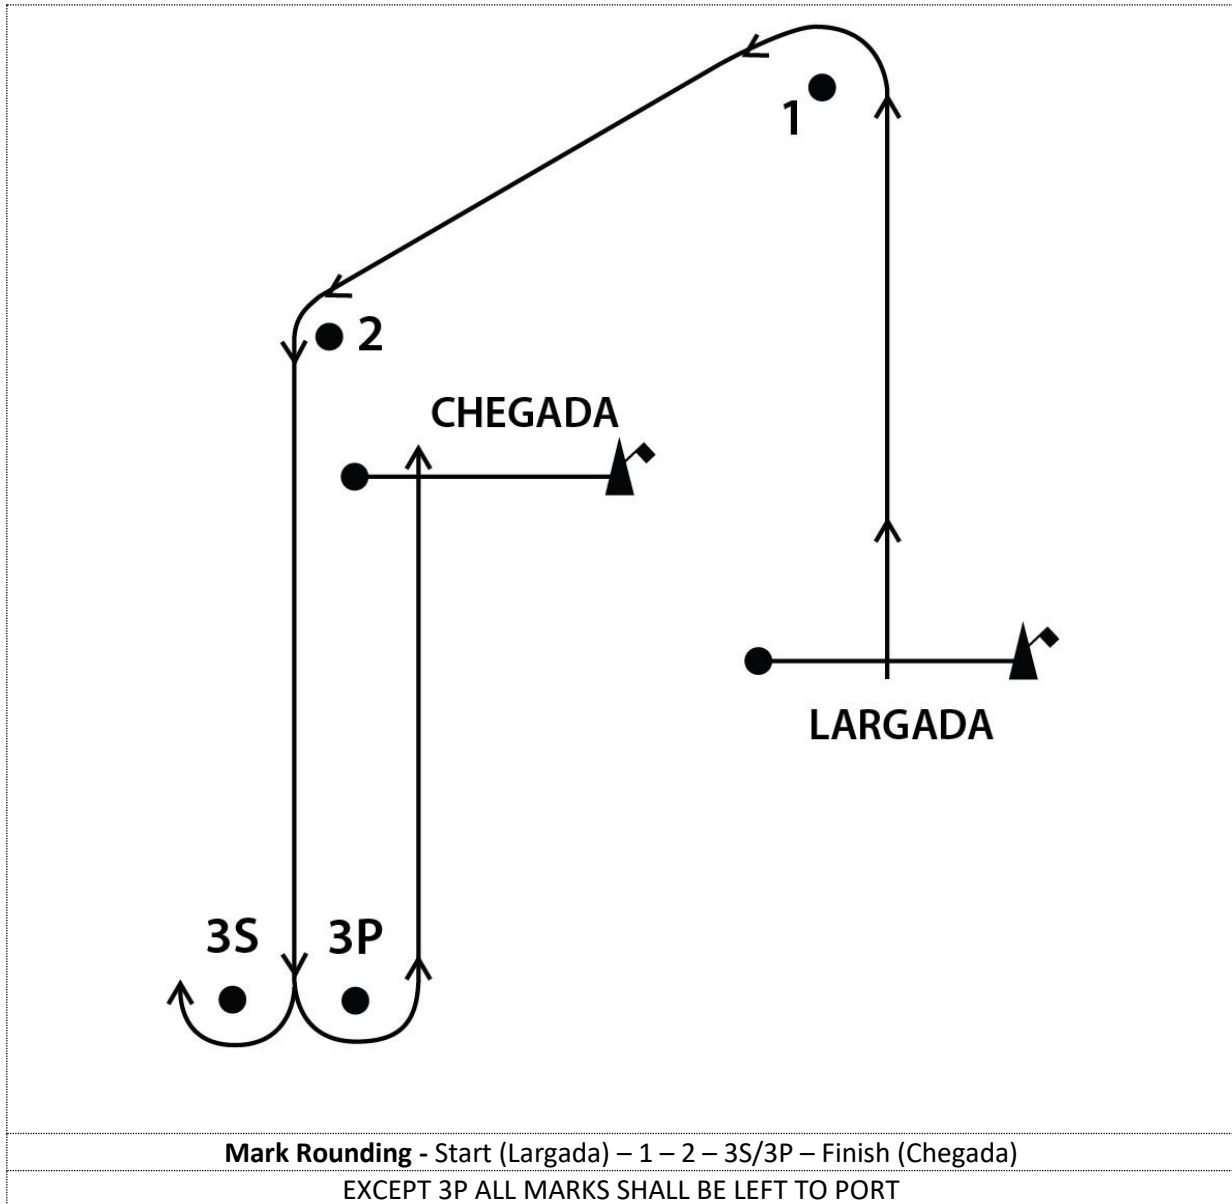 1
2
CHEGADA
LARGADA
3S 3P
Mark Rounding - Start (Largada) – 1 – 2 – 3S/3P – Finish (Chegada)
EXCEPT 3P ALL MARKS SHALL BE LEFT TO PORT